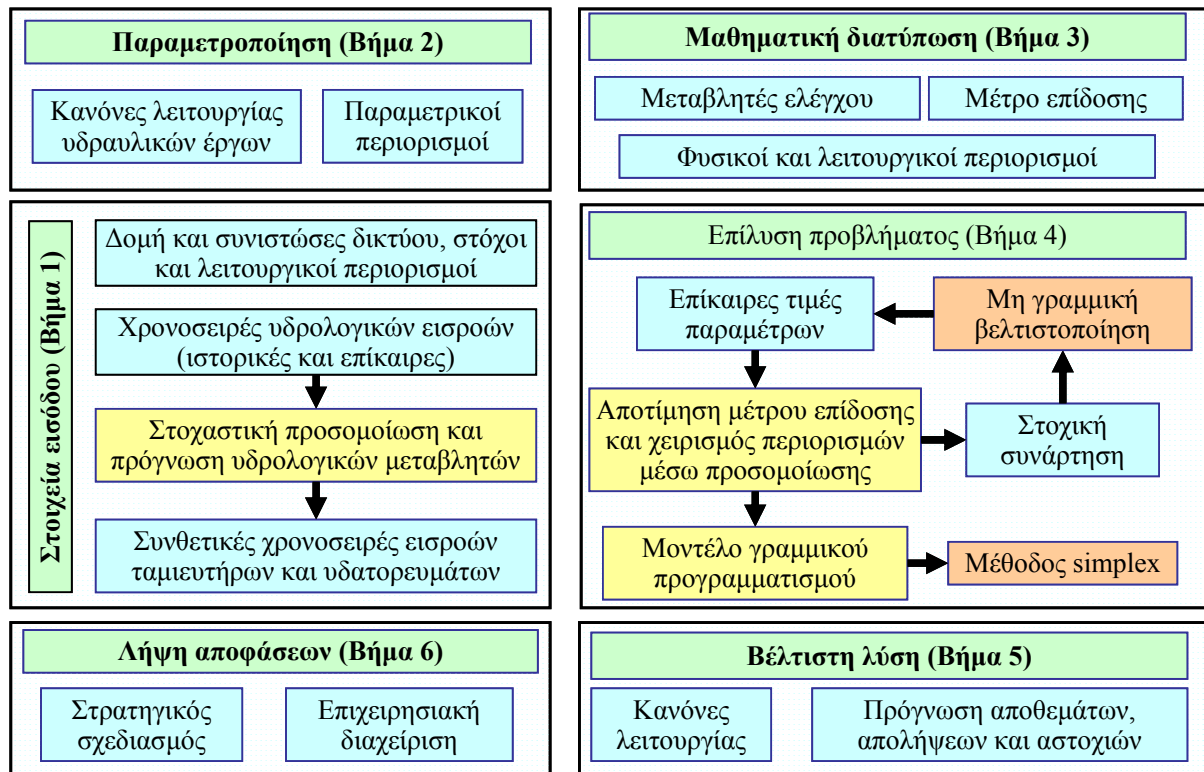 Παραμετροποίηση (Βήμα 2)
Κανόνες λειτουργίας
υδραυλικών έργων
Παραμετρικοί
περιορισμοί
Μαθηματική διατύπωση (Βήμα 3)
Μεταβλητές ελέγχου
Μέτρο επίδοσης
Φυσικοί και λειτουργικοί περιορισμοί
Στοιχεία εισόδου (Βήμα 1)
Δομή και συνιστώσες δικτύου, στόχοι
και λειτουργικοί περιορισμοί
Χρονοσειρές υδρολογικών εισροών
(ιστορικές και επίκαιρες)
Στοχαστική προσομοίωση και
πρόγνωση υδρολογικών μεταβλητών
Συνθετικές χρονοσειρές εισροών
ταμιευτήρων και υδατορευμάτων
Επίλυση προβλήματος (Βήμα 4)
Επίκαιρες τιμές
παραμέτρων
Μη γραμμική
βελτιστοποίηση
Αποτίμηση μέτρου επίδοσης
και χειρισμός περιορισμών
μέσω προσομοίωσης
Στοχική
συνάρτηση
Μοντέλο γραμμικού
προγραμματισμού
Μέθοδος simplex
Λήψη αποφάσεων (Βήμα 6)
Στρατηγικός
σχεδιασμός
Επιχειρησιακή
διαχείριση
Βέλτιστη λύση (Βήμα 5)
Κανόνες
λειτουργίας
Πρόγνωση αποθεμάτων,
απολήψεων και αστοχιών